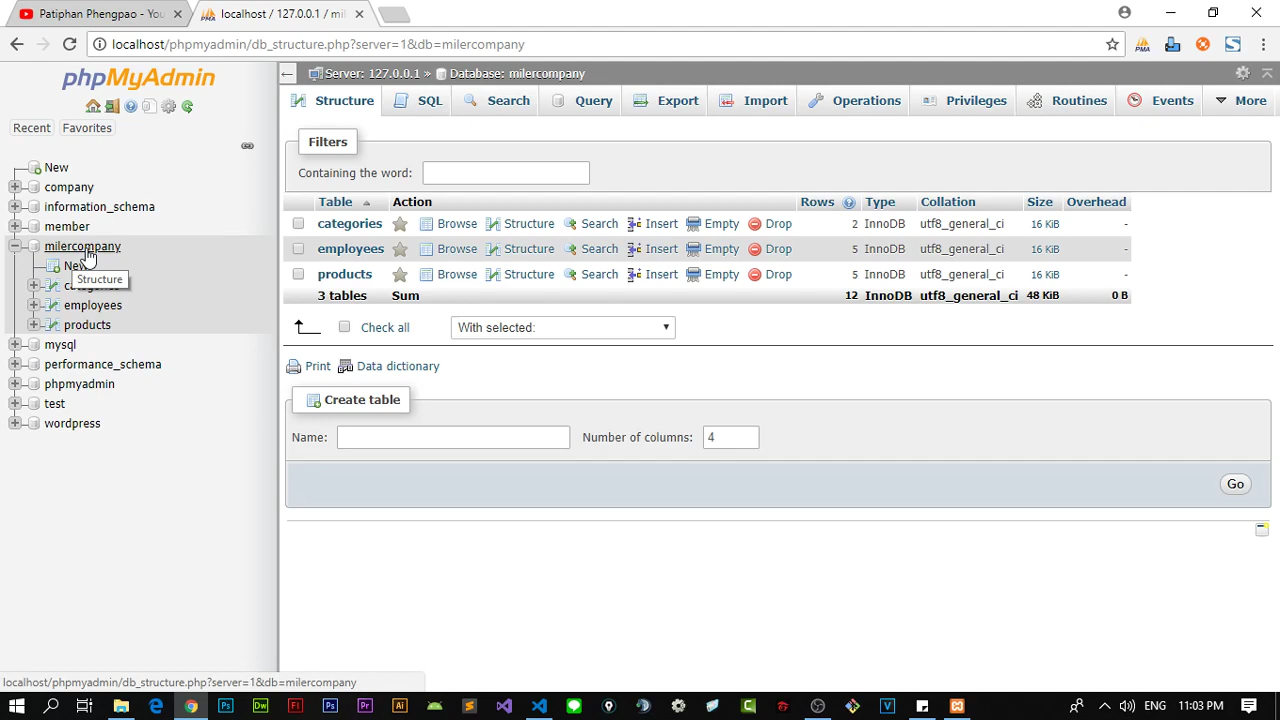 Patiphan Phengpao - You
localhost / 127.0.0.1 / mil
localhost/phpmyadmin/db_structure.php?server=1&db=milercompany
phpMyAdmin
Recent Favorites
New
company
information_schema
member
milercompany
New
Structure
employees
products
mysql
performance_schema
phpmyadmin
test
wordpress
Server: 127.0.0.1 » Database: milercompany
Structure SQL Search Query Export Import Operations Privileges Routines Events More
Filters
Containing the word:
Table Action Rows Type Collation Size Overhead
categories Browse Structure Search Insert Empty Drop 2 InnoDB utf8_general_ci 16 KiB -
employees Browse Structure Search Insert Empty Drop 5 InnoDB utf8_general_ci 16 KiB -
products Browse Structure Search Insert Empty Drop 5 InnoDB utf8_general_ci 16 KiB -
3 tables Sum 12 InnoDB utf8_general_ci 48 KiB 0 B
Check all With selected:
Print Data dictionary
Create table
Name: Number of columns: 4
Go
localhost/phpmyadmin/db_structure.php?server=1&db=milercompany
11:03 PM